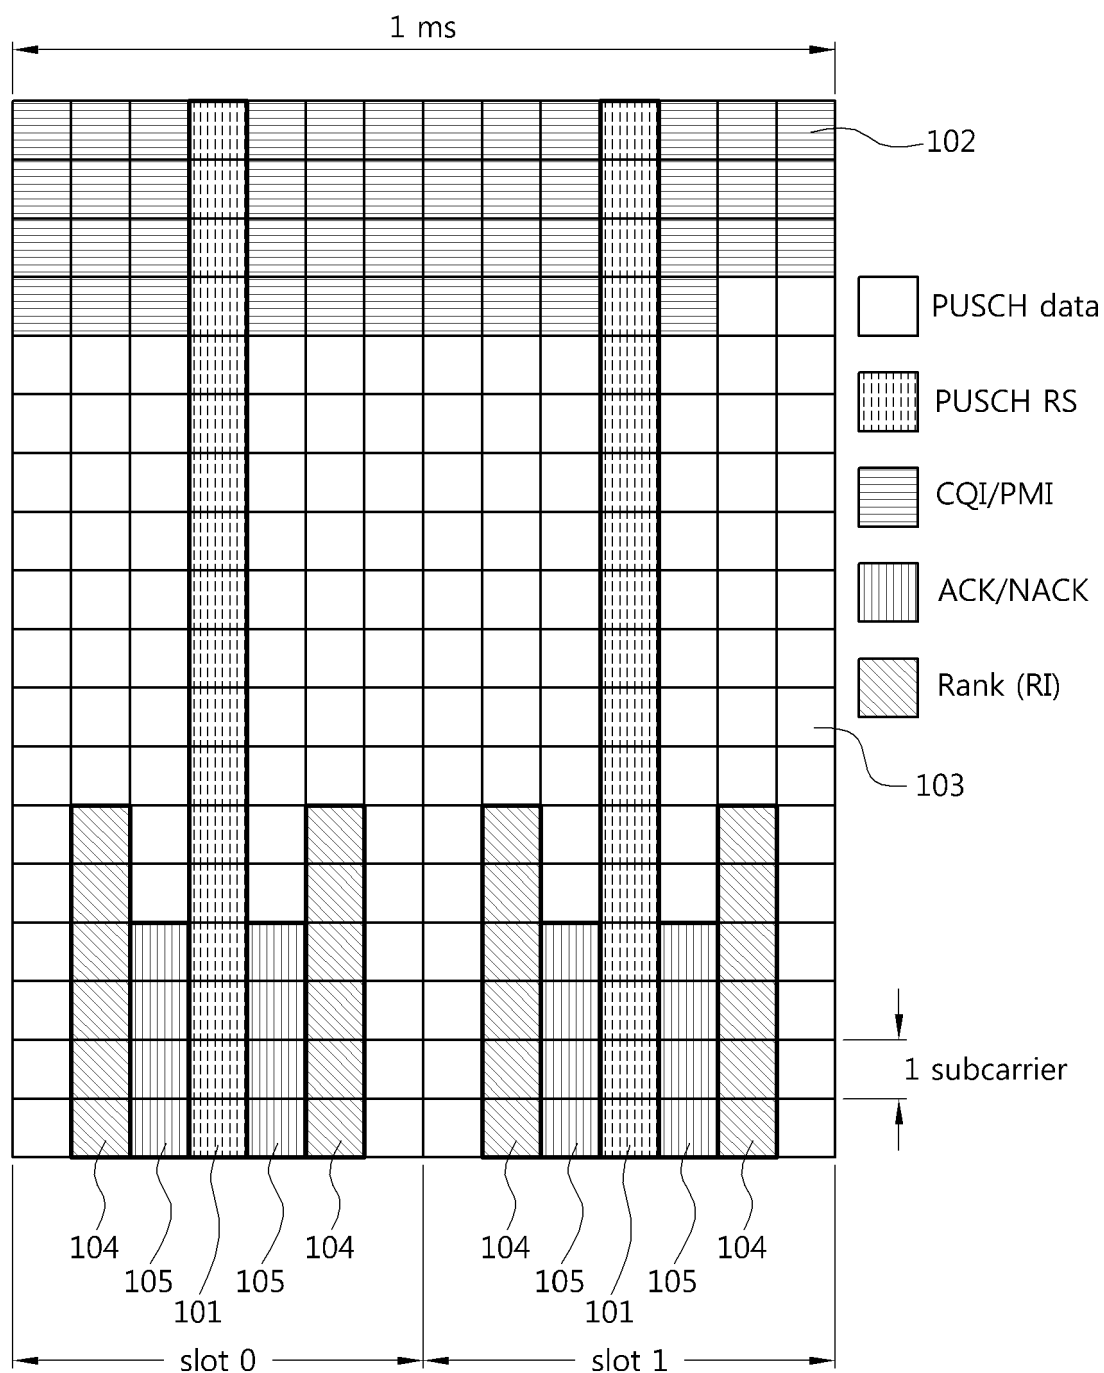 1 ms
102
PUSCH data
PUSCH RS
CQI/PMI
ACK/NACK
Rank (RI)
103
1 subcarrier
104
105
101
105
104
104
105
101
105
104
slot 0
slot 1